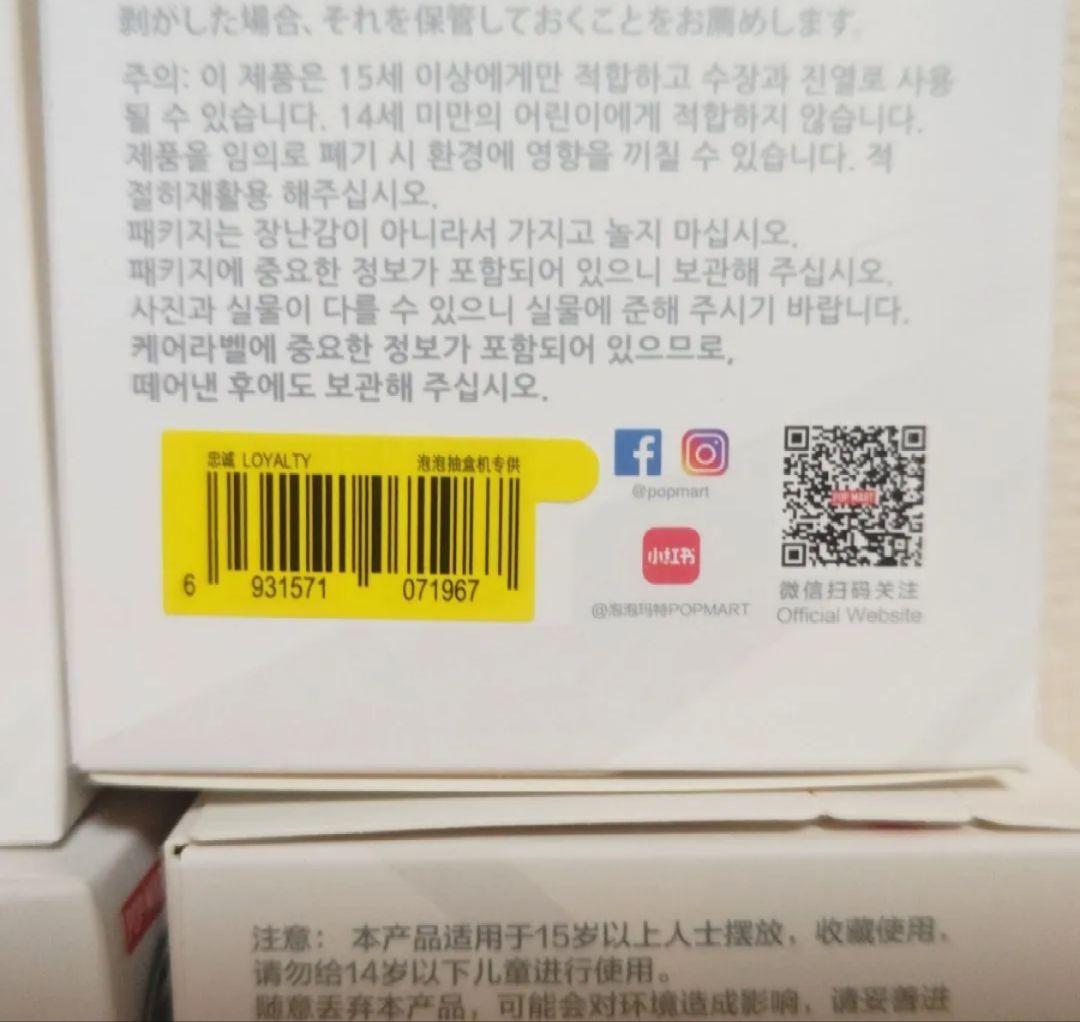 剥がした場合、それを保管しておくことをお薦めします。
주의: 이 제품은 15세 이상에게만 적합하고 수장과 진열로 사용
될 수 있습니다. 14세 미만의 어린이에게 적합하지 않습니다.
제품을 임의로 폐기 시 환경에 영향을 끼칠 수 있습니다. 적
절히재활용 해주십시오.
패키지는 장난감이 아니라서 가지고 놀지 마십시오.
패키지에 중요한 정보가 포함되어 있으니 보관해 주십시오.
사진과 실물이 다를 수 있으니 실물에 준해 주시기 바랍니다.
케어라벨에 중요한 정보가 포함되어 있으므로,
떼어낸 후에도 보관해 주십시오.
忠诚 LOYALTY 泡泡抽盒机专供
6 931571 071967
@popmart
小红书
@泡泡玛特POPMART
POP MART
微信扫码关注
Official Website
POP M
注意： 本产品适用于15岁以上人士摆放，收藏使用，
请勿给14岁以下儿童进行使用。
随意丢弃本产品，可能会对环境造成影响，请妥善进